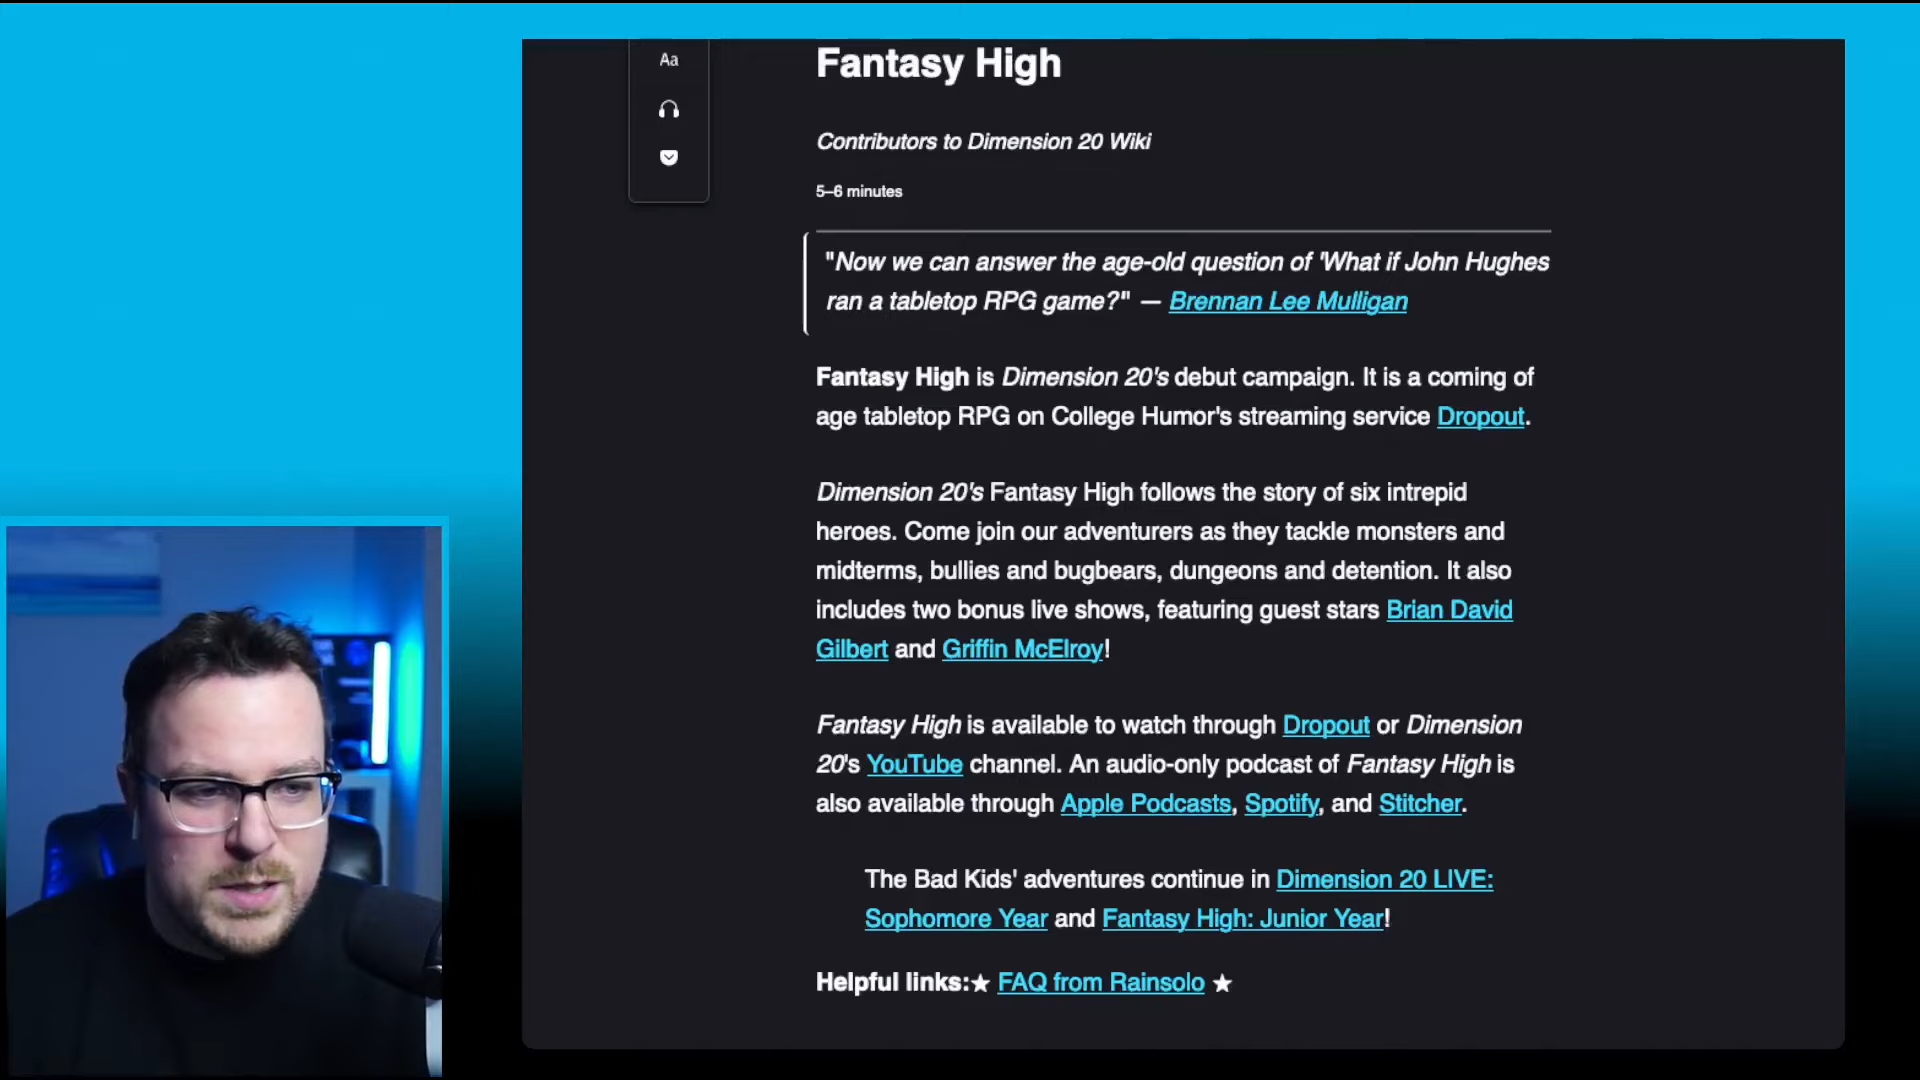 Aa
Fantasy High
Contributors to Dimension 20 Wiki
5–6 minutes
"Now we can answer the age-old question of 'What if John Hughes
ran a tabletop RPG game?" — Brennan Lee Mulligan
Fantasy High is Dimension 20's debut campaign. It is a coming of
age tabletop RPG on College Humor's streaming service Dropout.
Dimension 20's Fantasy High follows the story of six intrepid
heroes. Come join our adventurers as they tackle monsters and
midterms, bullies and bugbears, dungeons and detention. It also
includes two bonus live shows, featuring guest stars Brian David
Gilbert and Griffin McElroy!
Fantasy High is available to watch through Dropout or Dimension
20's YouTube channel. An audio-only podcast of Fantasy High is
also available through Apple Podcasts, Spotify, and Stitcher.
The Bad Kids' adventures continue in Dimension 20 LIVE:
Sophomore Year and Fantasy High: Junior Year!
Helpful links:★ FAQ from Rainsolo ★